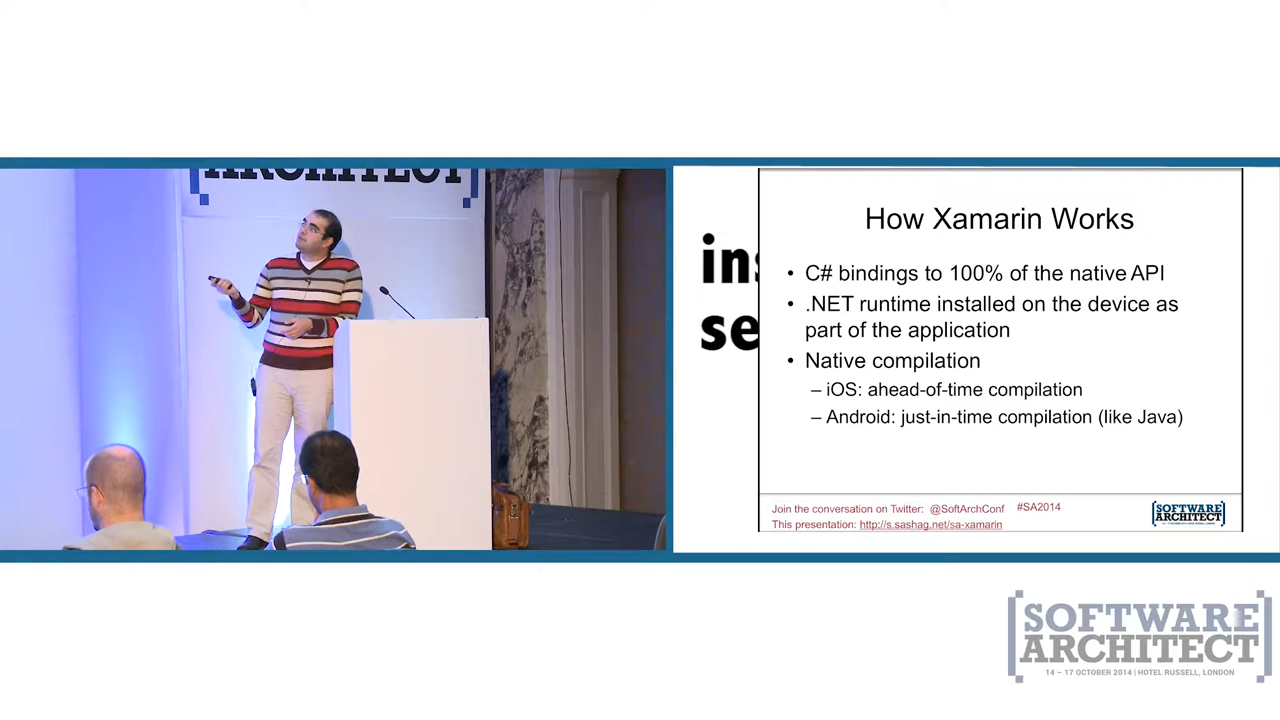 ARCHITECT
How Xamarin Works
• C# bindings to 100% of the native API
• .NET runtime installed on the device as
part of the application
• Native compilation
– iOS: ahead-of-time compilation
– Android: just-in-time compilation (like Java)
Join the conversation on Twitter: @SoftArchConf #SA2014
This presentation: http://s.sashag.net/sa-xamarin
SOFTWARE
ARCHITECT
SOFTWARE
ARCHITECT
14 – 17 OCTOBER 2014 | HOTEL RUSSELL, LONDON